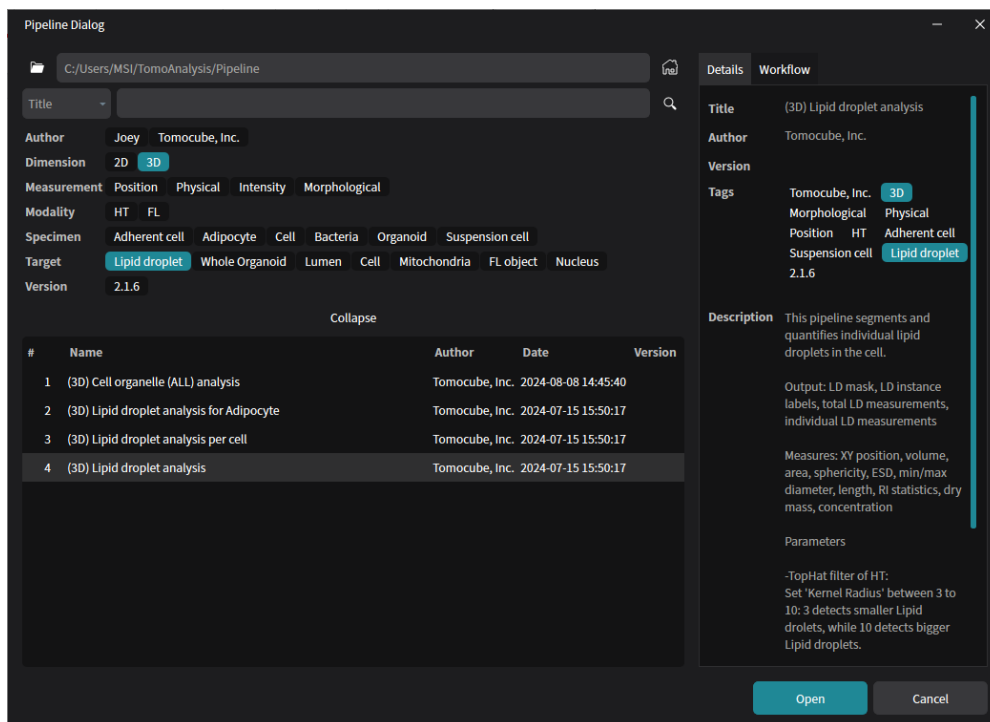 Pipeline Dialog
C:/Users/MSI/TomoAnalysis/Pipeline
Title
Author Joey Tomocube, Inc.
Dimension 2D 3D
Measurement Position Physical Intensity Morphological
Modality HT FL
Specimen Adherent cell Adipocyte Cell Bacteria Organoid Suspension cell
Target Lipid droplet Whole Organoid Lumen Cell Mitochondria FL object Nucleus
Version 2.1.6
Collapse
# Name Author Date Version
1 (3D) Cell organelle (ALL) analysis Tomocube, Inc. 2024-08-08 14:45:40
2 (3D) Lipid droplet analysis for Adipocyte Tomocube, Inc. 2024-07-15 15:50:17
3 (3D) Lipid droplet analysis per cell Tomocube, Inc. 2024-07-15 15:50:17
4 (3D) Lipid droplet analysis Tomocube, Inc. 2024-07-15 15:50:17
Details Workflow
Title (3D) Lipid droplet analysis
Author Tomocube, Inc.
Version
Tags Tomocube, Inc. 3D
Morphological Physical
Position HT Adherent cell
Suspension cell Lipid droplet
2.1.6
Description This pipeline segments and
quantifies individual lipid
droplets in the cell.
Output: LD mask, LD instance
labels, total LD measurements,
individual LD measurements
Measures: XY position, volume,
area, sphericity, ESD, min/max
diameter, length, RI statistics, dry
mass, concentration
Parameters
-TopHat filter of HT:
Set 'Kernel Radius' between 3 to
10: 3 detects smaller Lipid
drolets, while 10 detects bigger
Lipid droplets.
Open Cancel